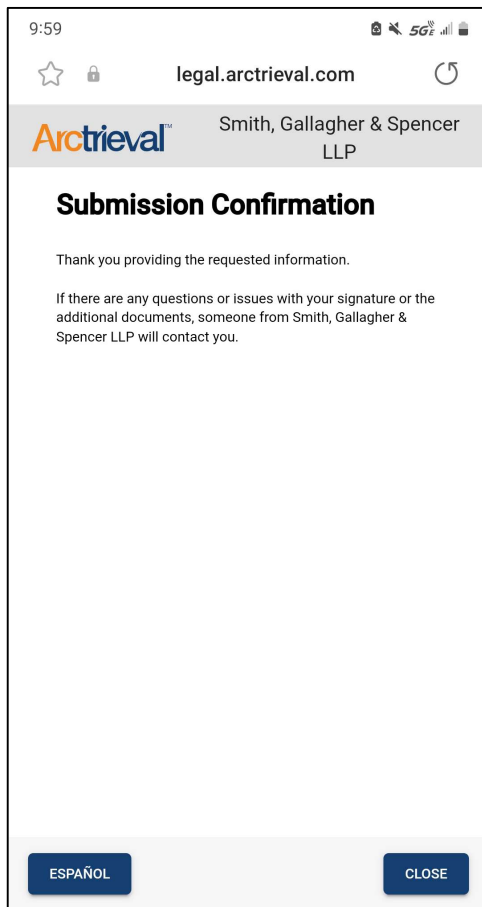 9:59
5GE
legal.arctrieval.com
Arctrieval™
Smith, Gallagher & Spencer
LLP
Submission Confirmation
Thank you providing the requested information.
If there are any questions or issues with your signature or the
additional documents, someone from Smith, Gallagher &
Spencer LLP will contact you.
ESPAÑOL
CLOSE